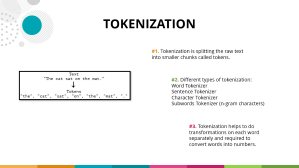 TOKENIZATION
#1. Tokenization is splitting the raw text
into smaller chunks called tokens.
Text
"The cat sat on the mat."
↓
Tokens
"the", "cat", "sat", "on", "the", "mat", "."
#2. Different types of tokenization:
Word Tokenizer
Sentence Tokenizer
Character Tokenizer
Subwords Tokenizer (n-gram characters)
#3. Tokenization helps to do
transformations on each word
separately and required to
convert words into numbers.